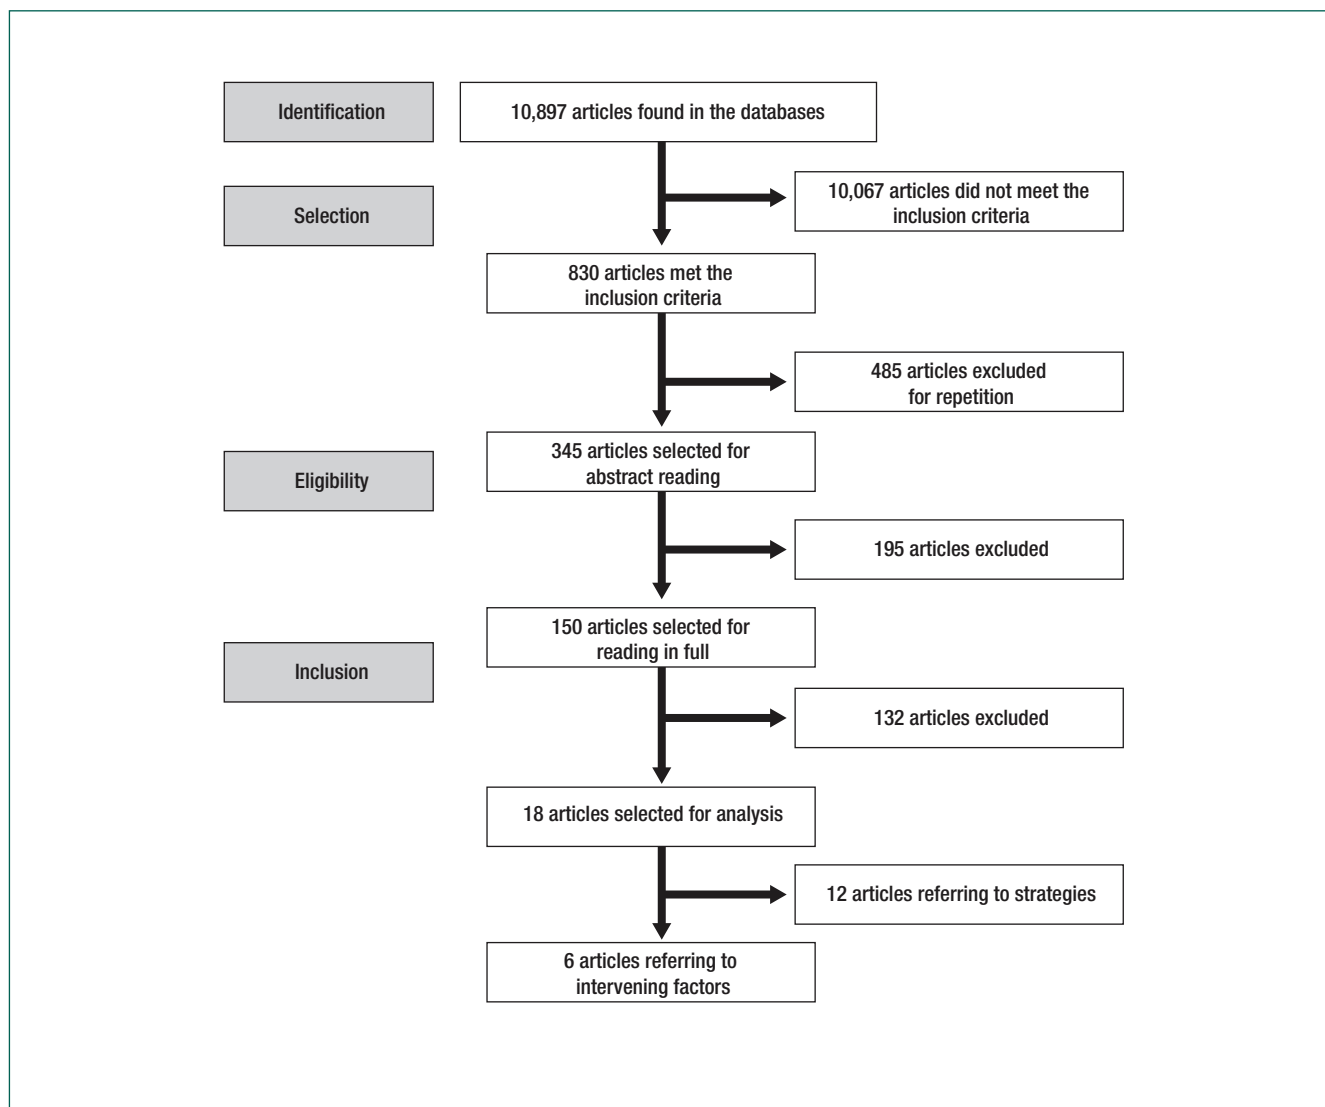 Identification
10,897 articles found in the databases
10,067 articles did not meet the
inclusion criteria
Selection
830 articles met the
inclusion criteria
485 articles excluded
for repetition
345 articles selected for
abstract reading
Eligibility
195 articles excluded
150 articles selected for
reading in full
Inclusion
132 articles excluded
18 articles selected for analysis
12 articles referring to strategies
6 articles referring to
intervening factors